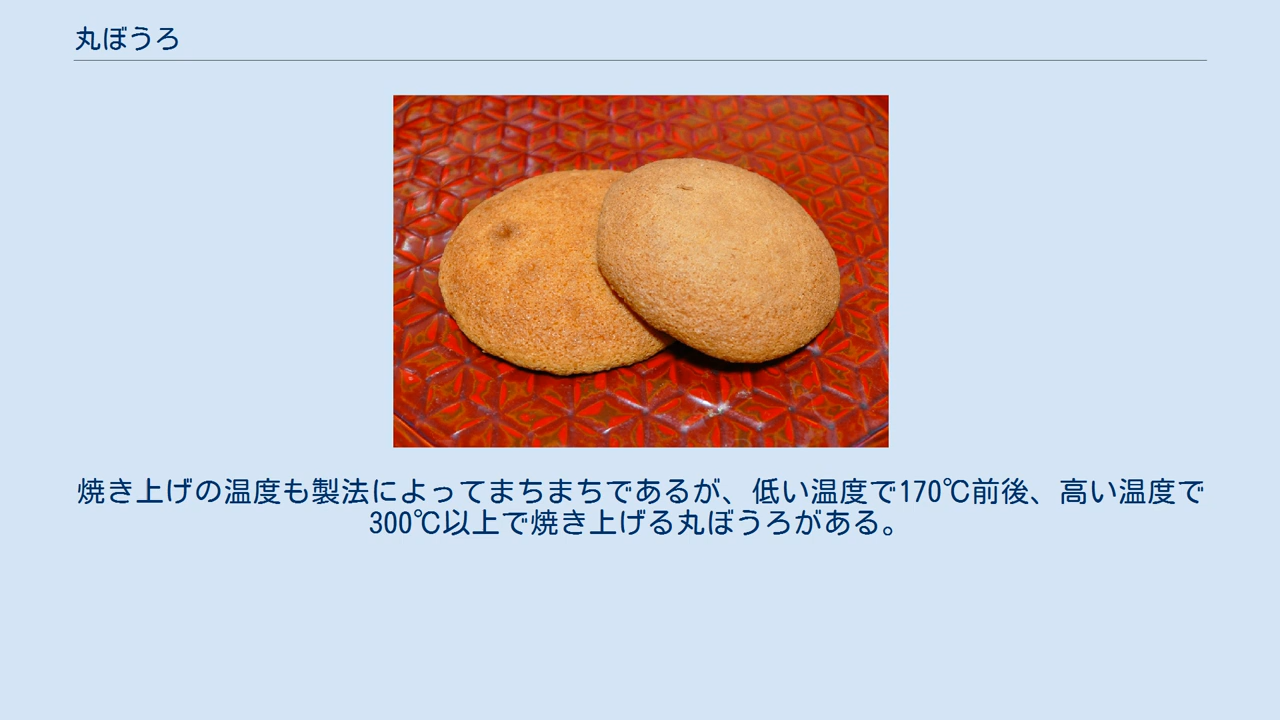 丸ぼうろ
焼き上げの温度も製法によってまちまちであるが、低い温度で170℃前後、高い温度で
300℃以上で焼き上げる丸ぼうろがある。